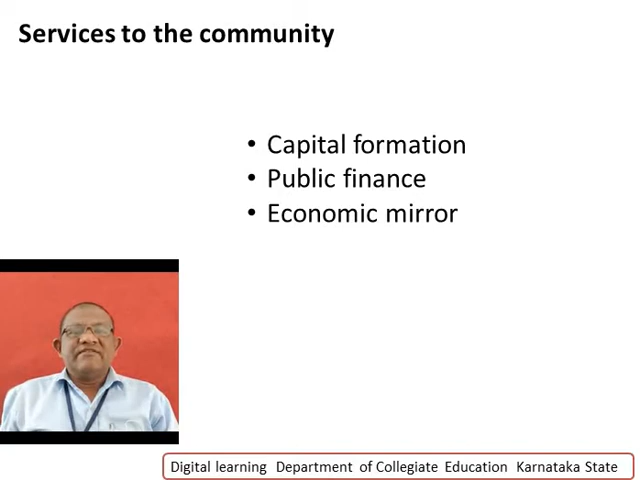 Services to the community
• Capital formation
• Public finance
• Economic mirror
Digital learning Department of Collegiate Education Karnataka State